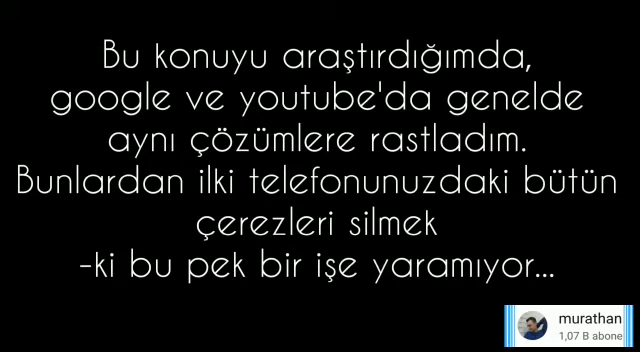 Bu konuyu araştırdığımda,
google ve youtube'da genelde
aynı çözümlere rastladım.
Bunlardan ilki telefonunuzdaki bütün
çerezleri silmek
-ki bu pek bir işe yaramıyor...
murathan
1,07 B abone